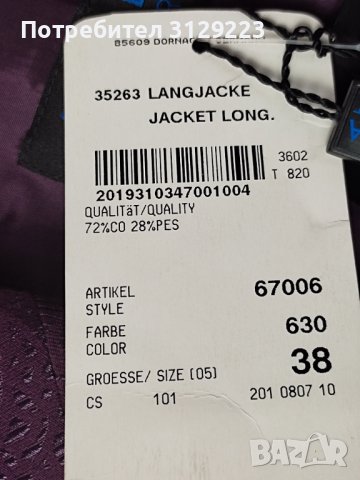 Потребител 3129223
85609 DORNACH
35263 LANGJACKE
JACKET LONG.
3602
T 820
2019310347001004
QUALITäT/QUALITY
72%CO 28%PES
ARTIKEL 67006
STYLE
FARBE 630
COLOR
38
GROESSE/ SIZE (05)
CS 101 201 0807 10
BAZAR